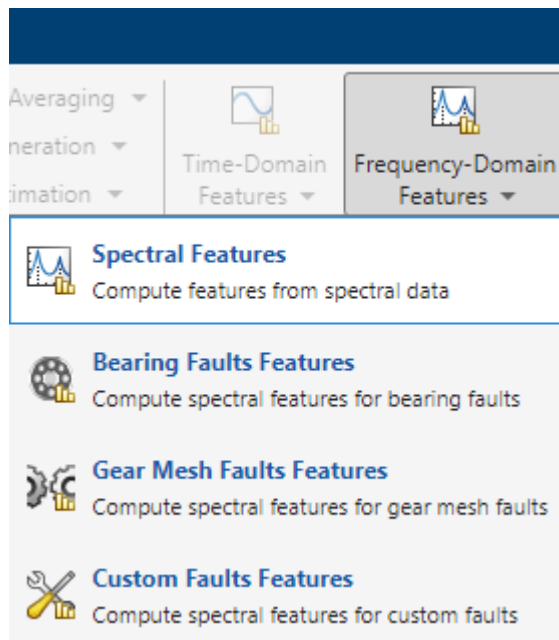 Averaging
Time-Domain
Features
Frequency-Domain
Features
Spectral Features
Compute features from spectral data
Bearing Faults Features
Compute spectral features for bearing faults
Gear Mesh Faults Features
Compute spectral features for gear mesh faults
Custom Faults Features
Compute spectral features for custom faults